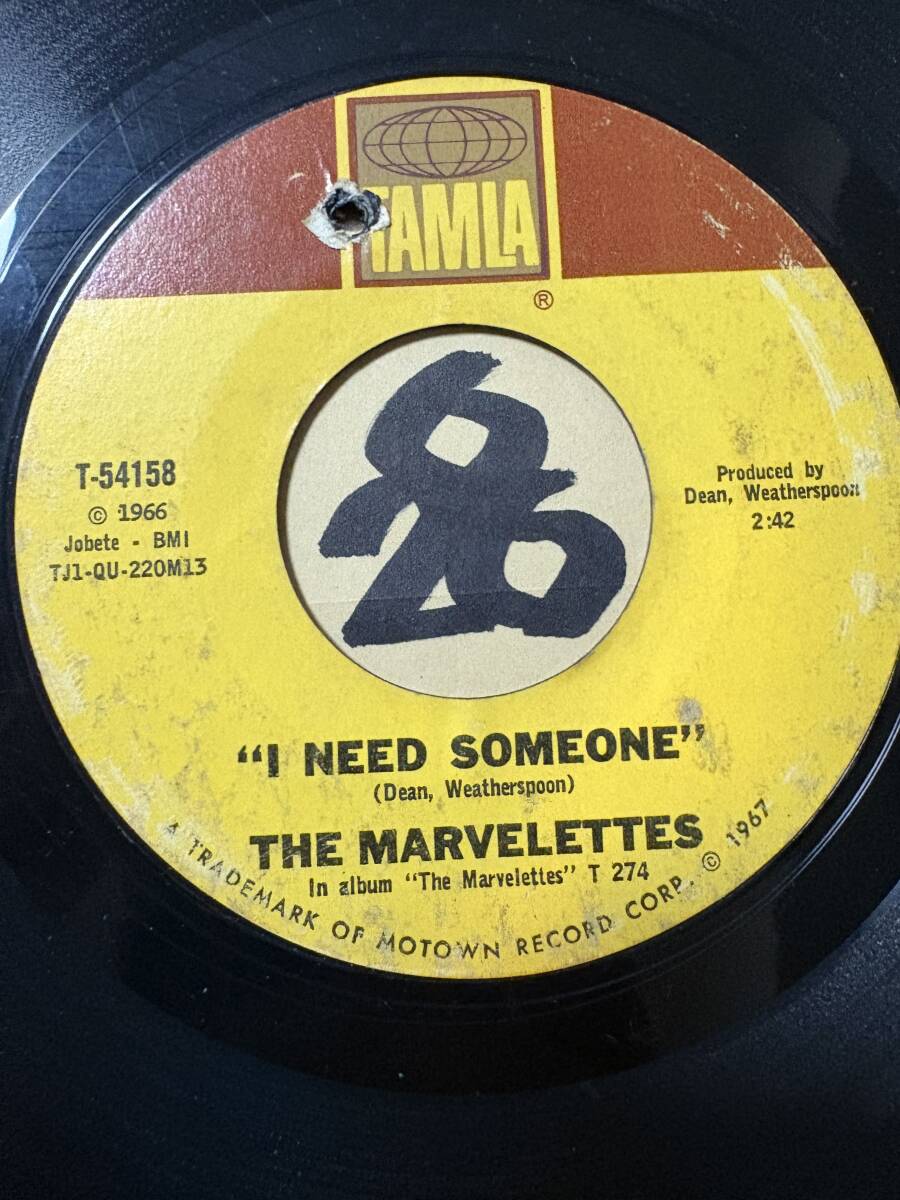 TAMLA
®
T-54158
© 1966
Jobete - BMI
TJ1-QU-220M13
Produced by
Dean, Weatherspoon
2:42
"I NEED SOMEONE"
(Dean, Weatherspoon)
THE MARVELETTES
In album "The Marvelettes" T 274
A TRADEMARK OF MOTOWN RECORD CORP. © 1967